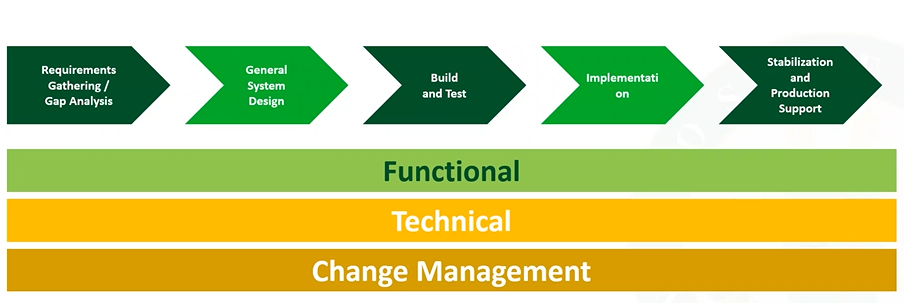 Requirements
Gathering /
Gap Analysis
General
System
Design
Build
and Test
Implementati
on
Stabilization
and
Production
Support
Functional
Technical
Change Management